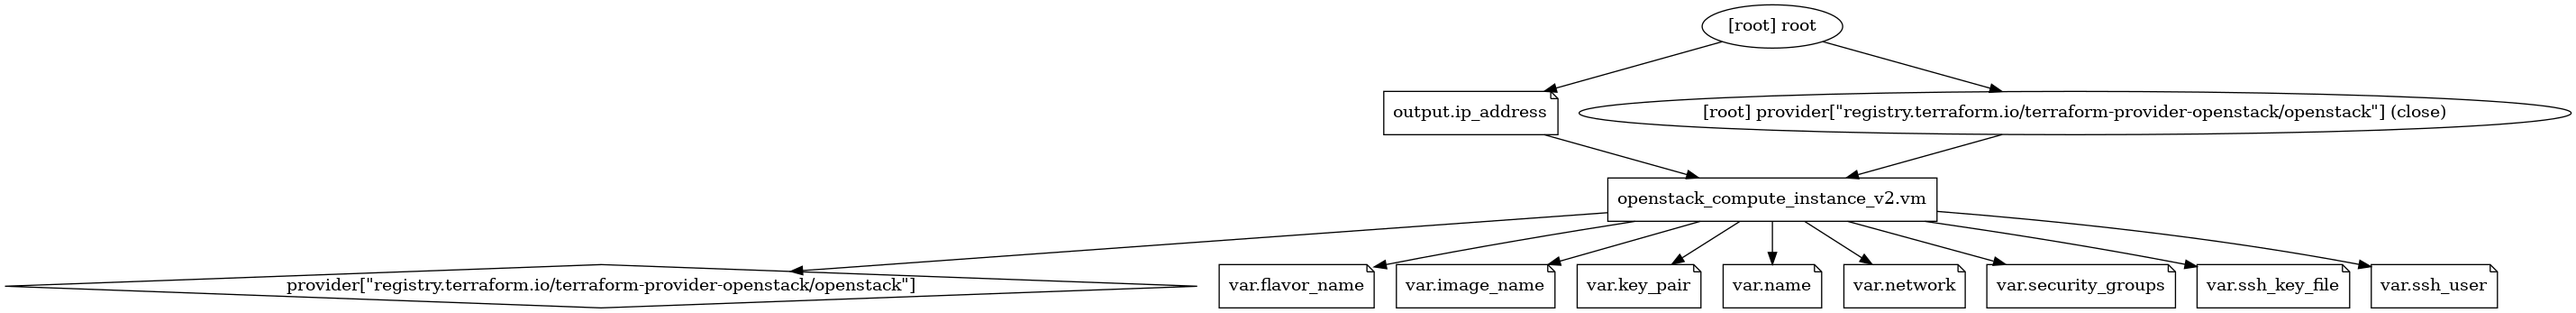 [root] root
output.ip_address
[root] provider[\"registry.terraform.io/terraform-provider-openstack/openstack\"] (close)
openstack_compute_instance_v2.vm
provider[\"registry.terraform.io/terraform-provider-openstack/openstack\"]
var.flavor_name
var.image_name
var.key_pair
var.name
var.network
var.security_groups
var.ssh_key_file
var.ssh_user